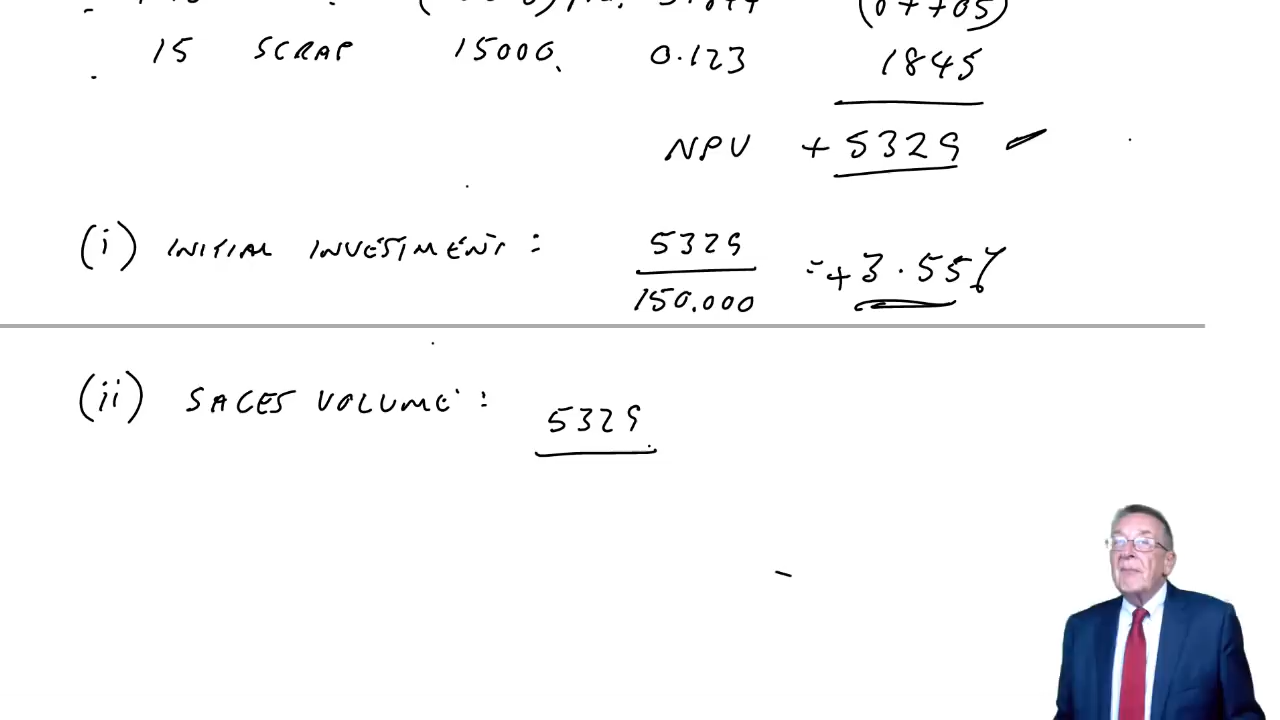 15 SCRAP 15000 0.123 1845
NPV +5329
(i) INITIAL INVESTMENT: 5329
150,000
= +3.55%
(ii) SALES VOLUME: 5329